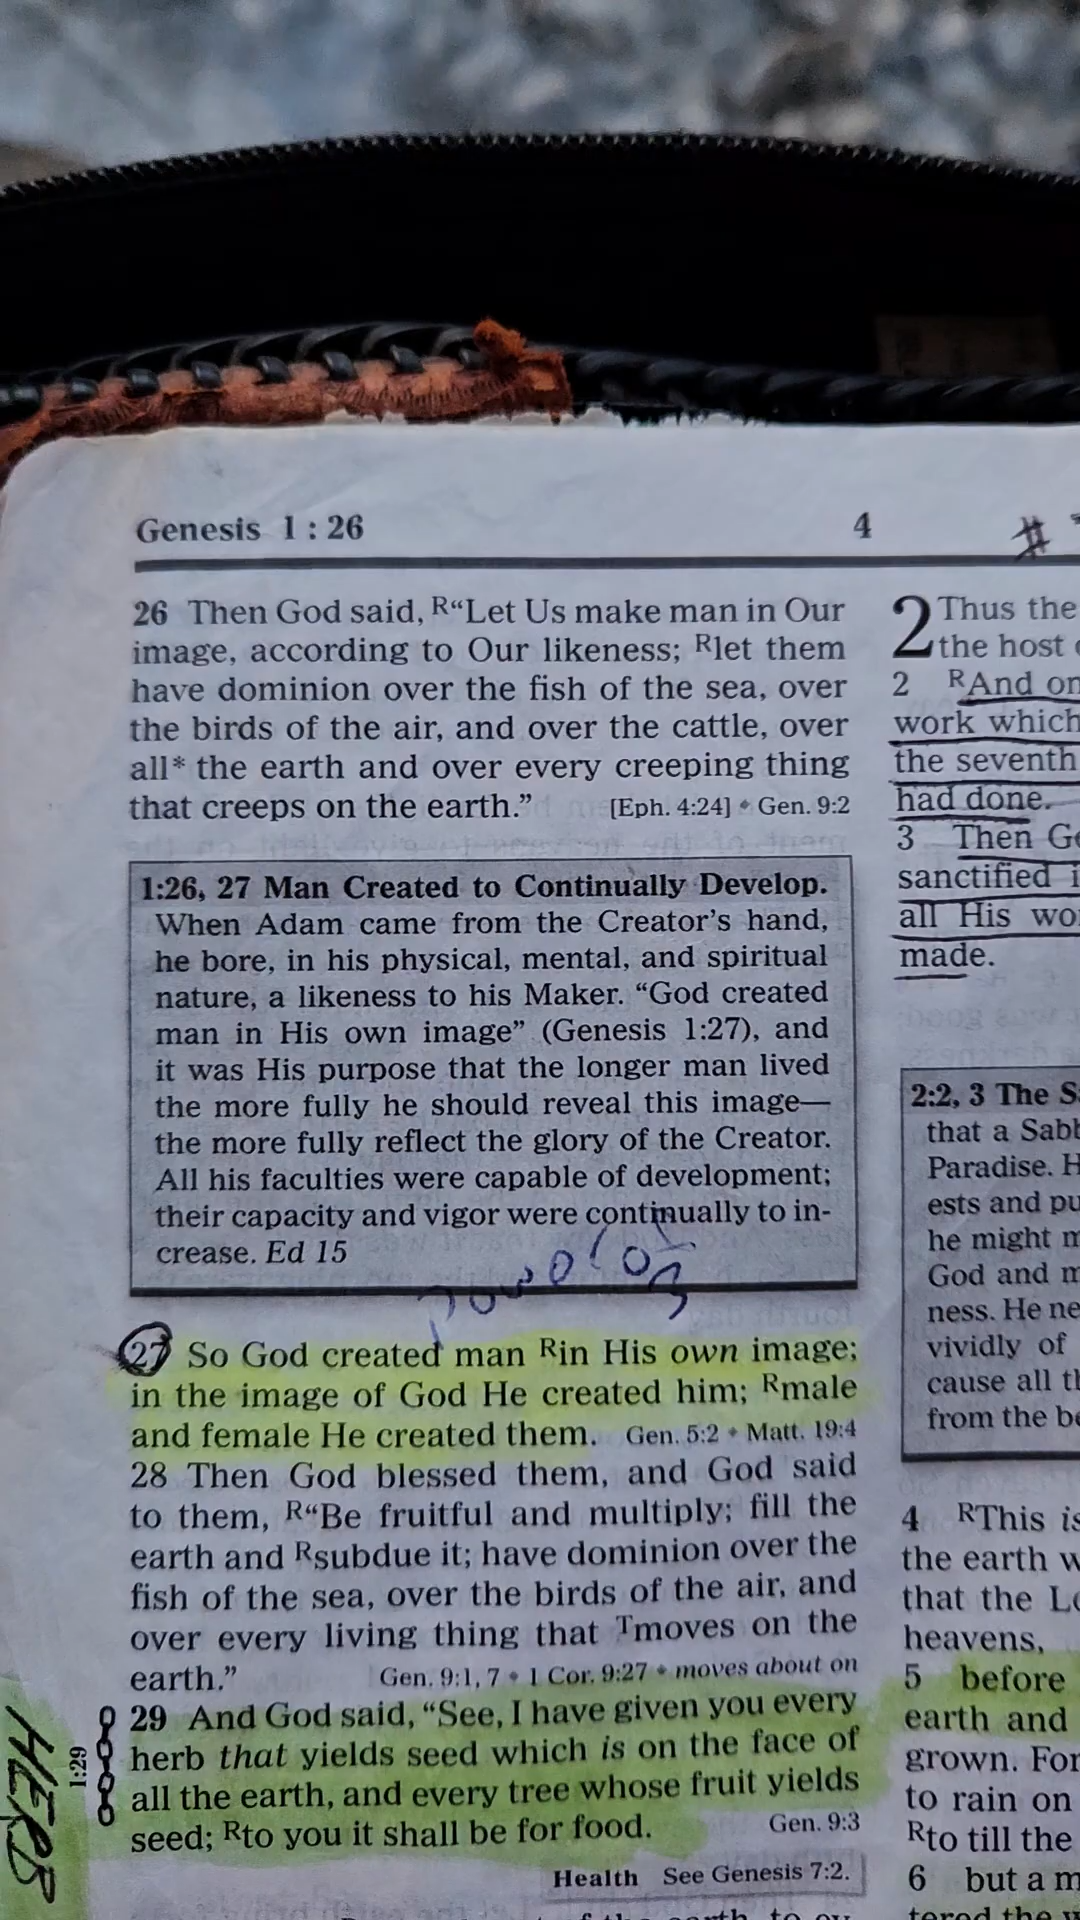 Genesis 1 : 26
4
#
26 Then God said, R“Let Us make man in Our
image, according to Our likeness; Rlet them
have dominion over the fish of the sea, over
the birds of the air, and over the cattle, over
all* the earth and over every creeping thing
that creeps on the earth.” [Eph. 4:24] • Gen. 9:2
1:26, 27 Man Created to Continually Develop.
When Adam came from the Creator’s hand,
he bore, in his physical, mental, and spiritual
nature, a likeness to his Maker. “God created
man in His own image” (Genesis 1:27), and
it was His purpose that the longer man lived
the more fully he should reveal this image—
the more fully reflect the glory of the Creator.
All his faculties were capable of development;
their capacity and vigor were continually to in-
crease. Ed 15
27 So God created man Rin His own image;
in the image of God He created him; Rmale
and female He created them. Gen. 5:2 • Matt. 19:4
28 Then God blessed them, and God said
to them, R“Be fruitful and multiply; fill the
earth and Rsubdue it; have dominion over the
fish of the sea, over the birds of the air, and
over every living thing that Tmoves on the
earth.” Gen. 9:1, 7 • 1 Cor. 9:27 • moves about on
29 And God said, “See, I have given you every
herb that yields seed which is on the face of
all the earth, and every tree whose fruit yields
seed; Rto you it shall be for food. Gen. 9:3
Health See Genesis 7:2.
HERB
1:29
2 Thus the
the host
2 RAnd on
work which
the seventh
had done.
3 Then
sanctified
all His
made.
2:2, 3 The
that a
Paradise.
ests and
he might
God and
ness. He
vividly of
cause all
from the
4 RThis is
the earth
that the
heavens,
5 before
earth and
grown. For
to rain on
Rto till the
6 but a